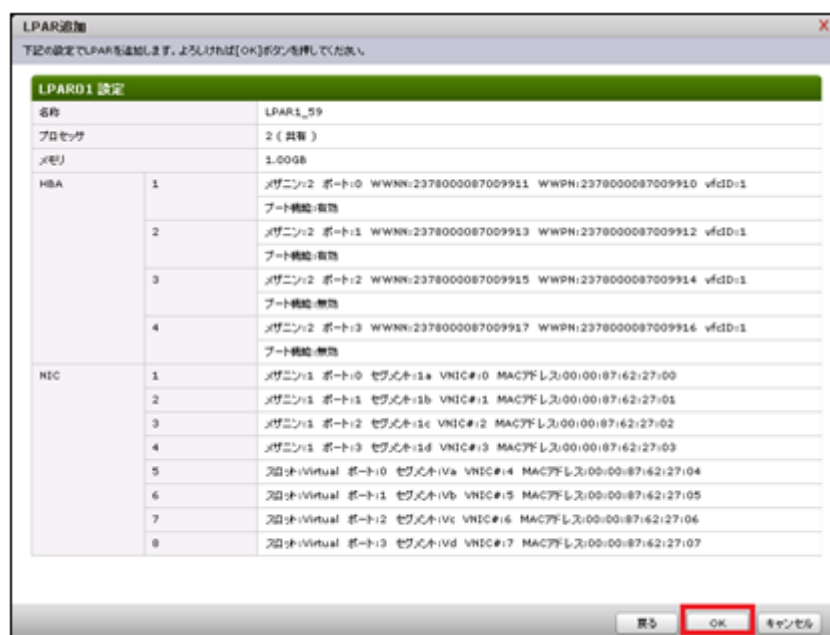 LPAR追加
X
下記の設定でLPARを追加します。よろしければ[OK]ボタンを押してください。
LPAR01 設定
名称 LPAR1_59
プロセッサ 2 ( 共有 )
メモリ 1.00GB
HBA 1 メザニン:2 ポート:0 WWNN:2378000087009911 WWPN:2378000087009910 vfcID:1
ブート機能:有効
2 メザニン:2 ポート:1 WWNN:2378000087009913 WWPN:2378000087009912 vfcID:1
ブート機能:有効
3 メザニン:2 ポート:2 WWNN:2378000087009915 WWPN:2378000087009914 vfcID:1
ブート機能:無効
4 メザニン:2 ポート:3 WWNN:2378000087009917 WWPN:2378000087009916 vfcID:1
ブート機能:無効
NIC 1 メザニン:1 ポート:0 セグメント:1a VNIC#:0 MACアドレス:00:00:87:62:27:00
2 メザニン:1 ポート:1 セグメント:1b VNIC#:1 MACアドレス:00:00:87:62:27:01
3 メザニン:1 ポート:2 セグメント:1c VNIC#:2 MACアドレス:00:00:87:62:27:02
4 メザニン:1 ポート:3 セグメント:1d VNIC#:3 MACアドレス:00:00:87:62:27:03
5 スロット:Virtual ポート:0 セグメント:Va VNIC#:4 MACアドレス:00:00:87:62:27:04
6 スロット:Virtual ポート:1 セグメント:Vb VNIC#:5 MACアドレス:00:00:87:62:27:05
7 スロット:Virtual ポート:2 セグメント:Vc VNIC#:6 MACアドレス:00:00:87:62:27:06
8 スロット:Virtual ポート:3 セグメント:Vd VNIC#:7 MACアドレス:00:00:87:62:27:07
戻る OK キャンセル